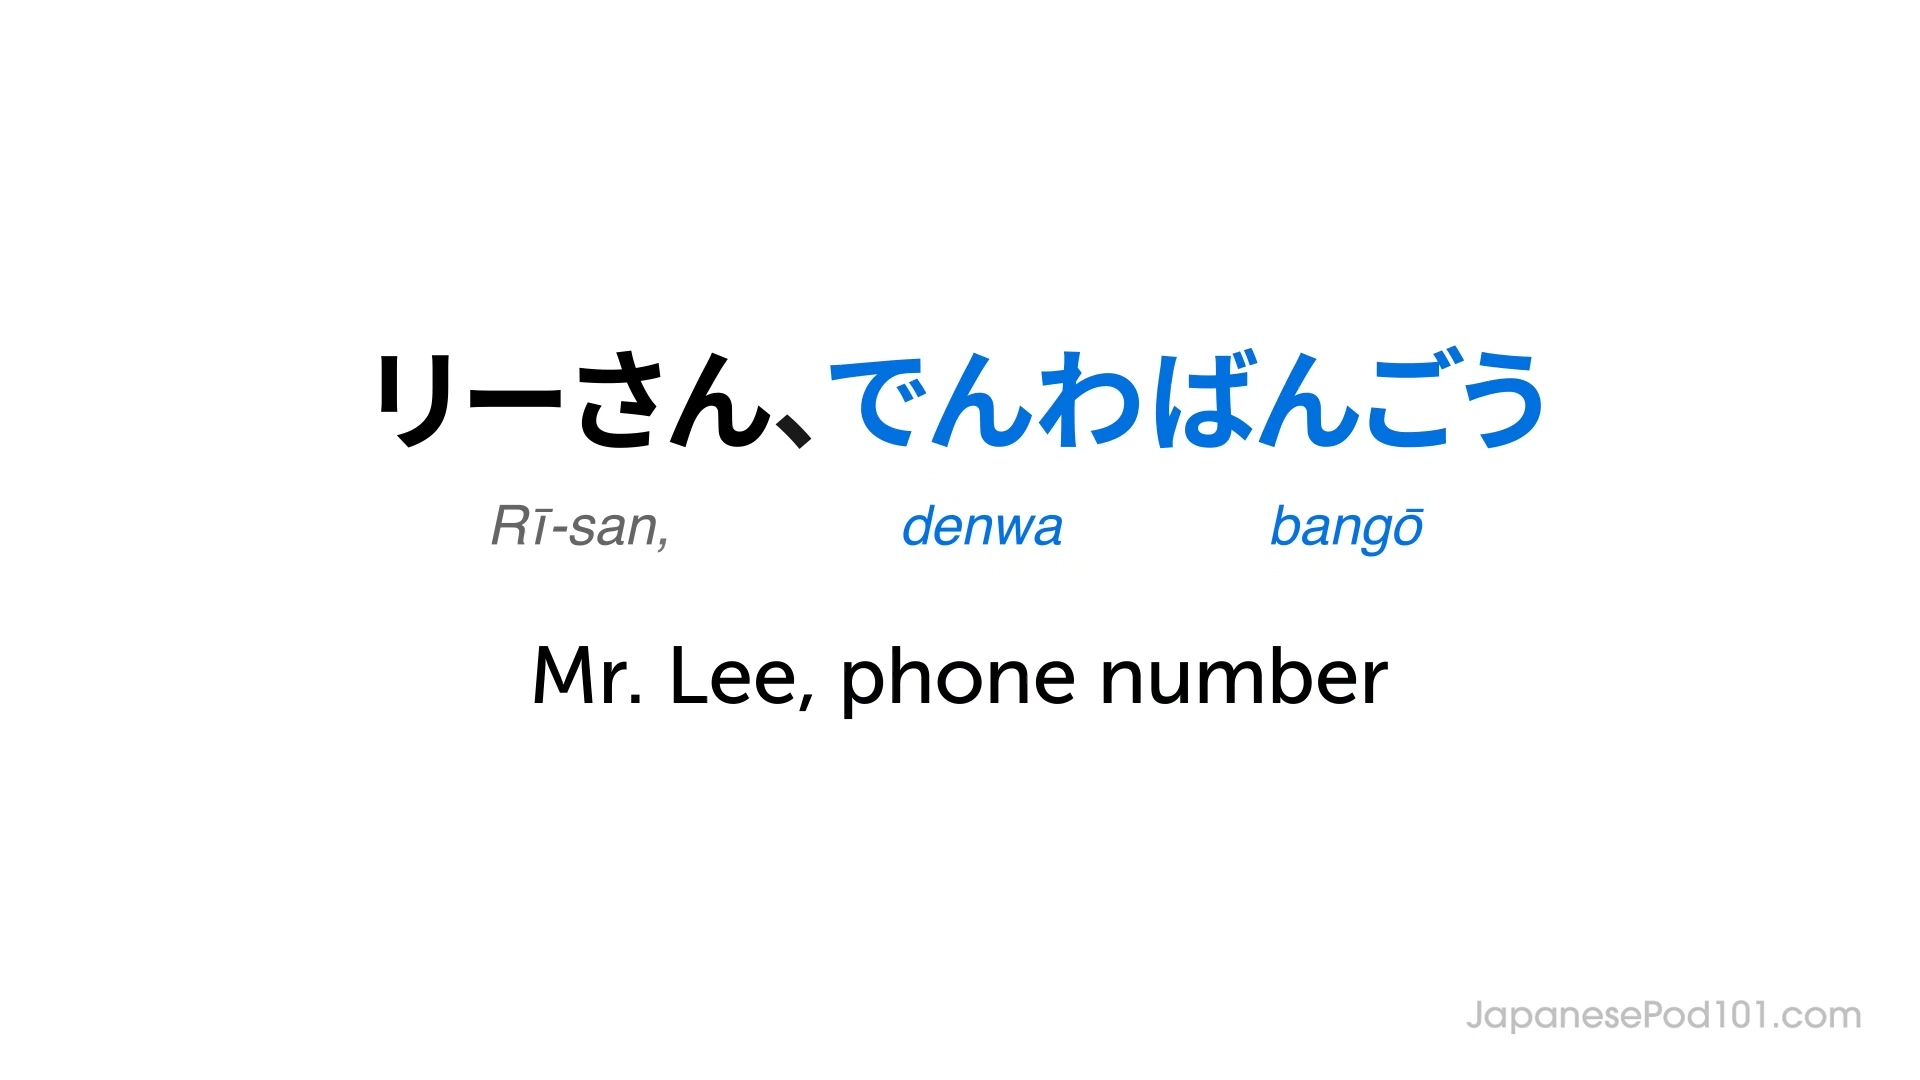 リーさん、でんわばんごう
Rī-san, denwa bangō
Mr. Lee, phone number
JapanesePod101.com